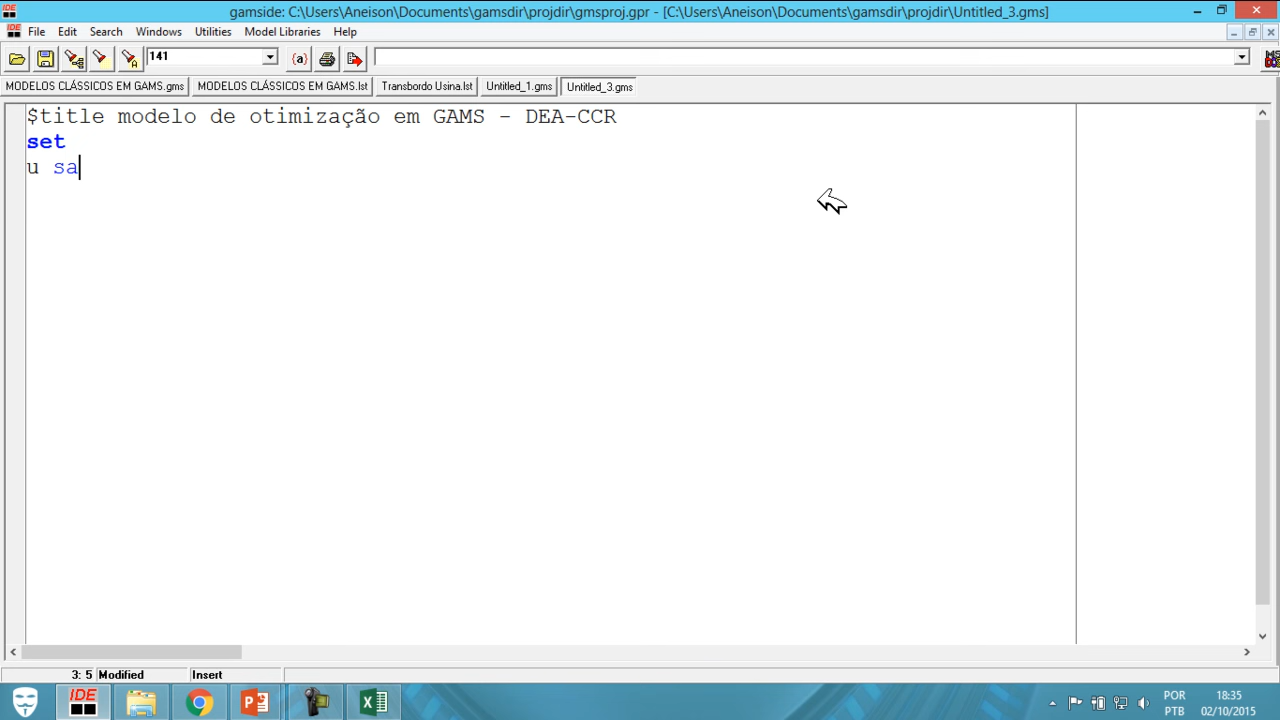 gamside: C:\Users\Aneison\Documents\gamsdir\projdir\gmsproj.gpr - [C:\Users\Aneison\Documents\gamsdir\projdir\Untitled_3.gms]
IDE File Edit Search Windows Utilities Model Libraries Help
141 {a}
MODELOS CLÁSSICOS EM GAMS.gms MODELOS CLÁSSICOS EM GAMS.lst Transbordo Usina.lst Untitled_1.gms Untitled_3.gms
$title modelo de otimização em GAMS - DEA-CCR
set
u sa
3: 5 Modified Insert
IDE POR 18:35
PTB 02/10/2015